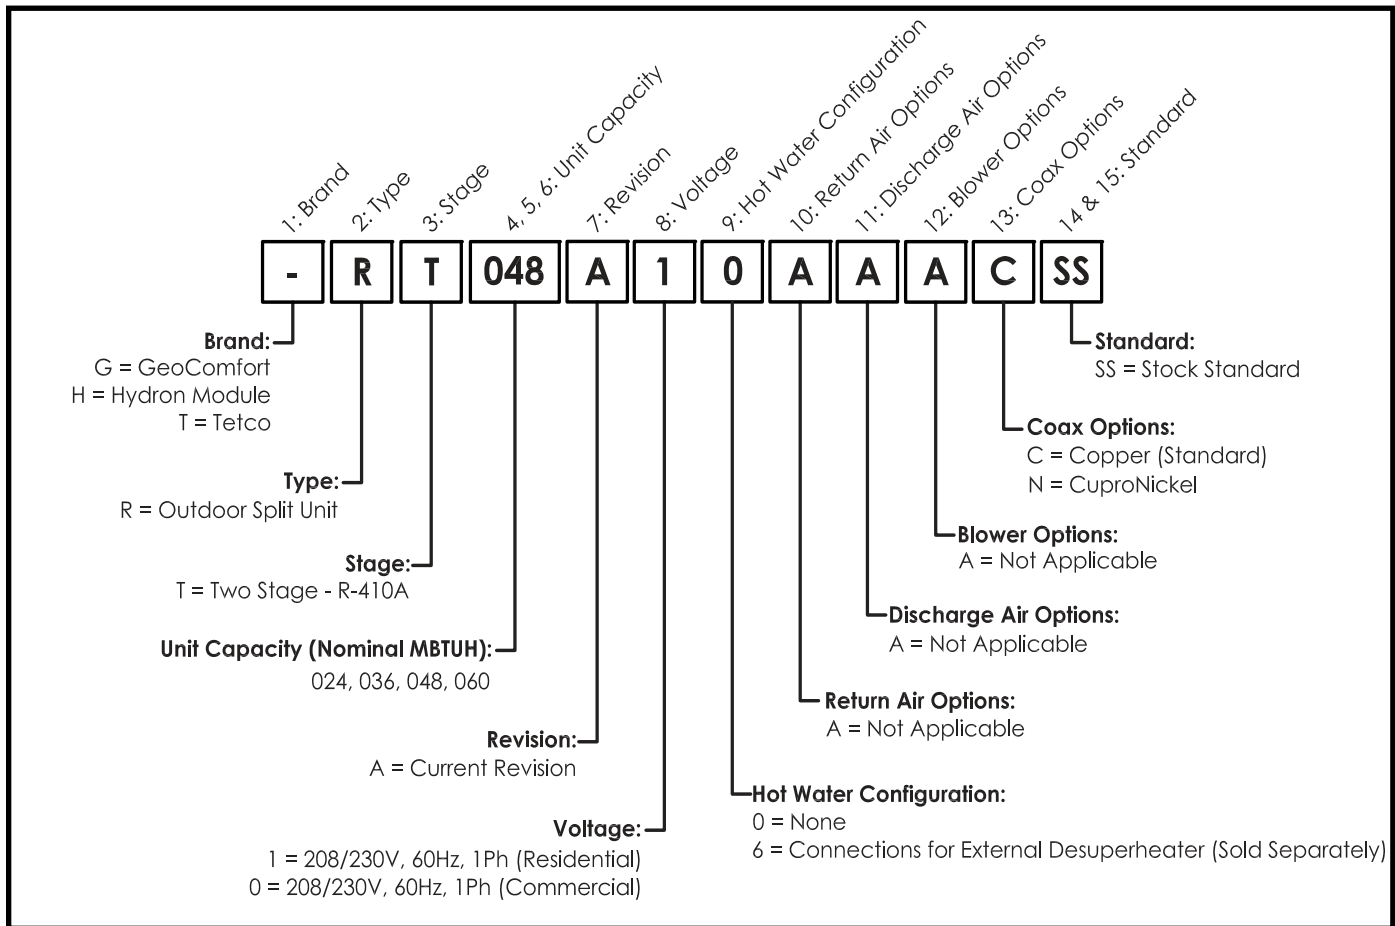 1: Brand
2: Type
3: Stage
4, 5, 6: Unit Capacity
7: Revision
8: Voltage
9: Hot Water Configuration
10: Return Air Options
11: Discharge Air Options
12: Blower Options
13: Coax Options
14 & 15: Standard
- R T 048 A 1 0 A A A C SS
Brand:
G = GeoComfort
H = Hydron Module
T = Tetco
Type:
R = Outdoor Split Unit
Stage:
T = Two Stage - R-410A
Unit Capacity (Nominal MBTUH):
024, 036, 048, 060
Revision:
A = Current Revision
Voltage:
1 = 208/230V, 60Hz, 1Ph (Residential)
0 = 208/230V, 60Hz, 1Ph (Commercial)
Standard:
SS = Stock Standard
Coax Options:
C = Copper (Standard)
N = CuproNickel
Blower Options:
A = Not Applicable
Discharge Air Options:
A = Not Applicable
Return Air Options:
A = Not Applicable
Hot Water Configuration:
0 = None
6 = Connections for External Desuperheater (Sold Separately)